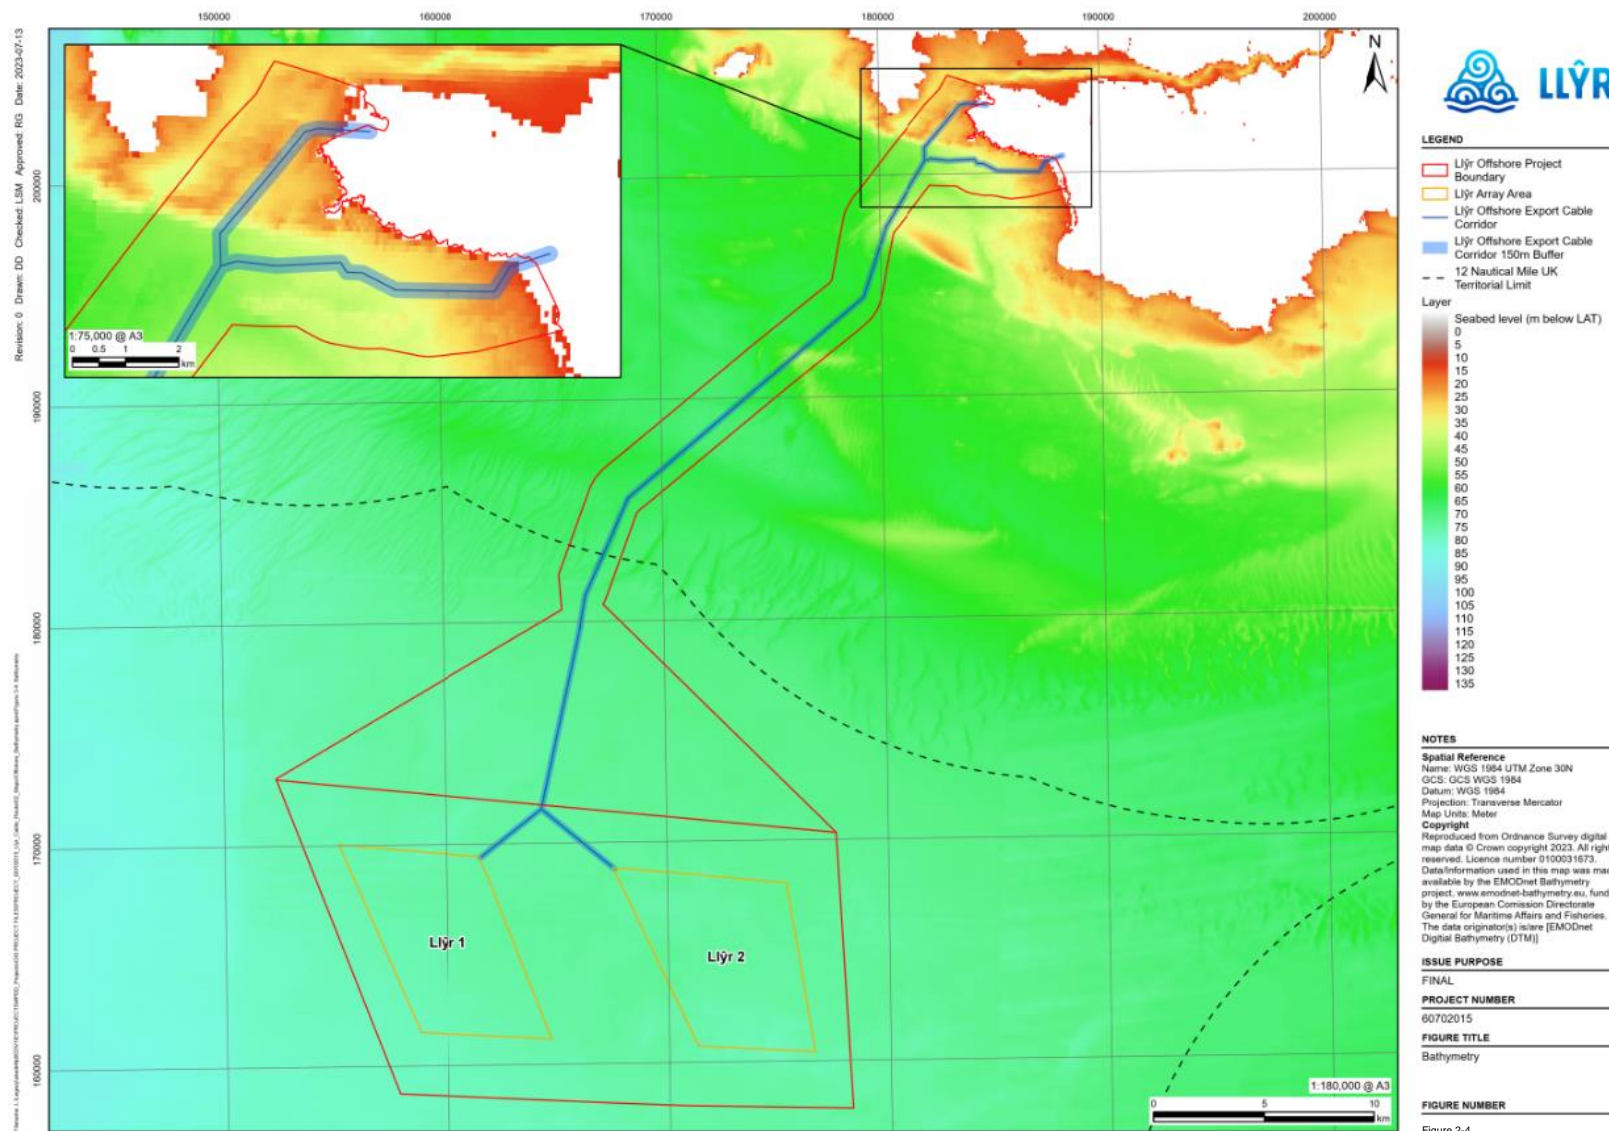 150000 160000 170000 180000 190000 200000
Revision: 0 Drawn: DD Checked: LSM Approved: RG Date: 2023-07-13
200000
190000
180000
170000
160000
1:75,000 @ A3
0 0.5 1 2
km
N
Llŷr 1
Llŷr 2
1:180,000 @ A3
0 5 10
km
LLŶR
LEGEND
Llŷr Offshore Project
Boundary
Llŷr Array Area
Llŷr Offshore Export Cable
Corridor
Llŷr Offshore Export Cable
Corridor 150m Buffer
12 Nautical Mile UK
Territorial Limit
Layer
Seabed level (m below LAT)
0
5
10
15
20
25
30
35
40
45
50
55
60
65
70
75
80
85
90
95
100
105
110
115
120
125
130
135
NOTES
Spatial Reference
Name: WGS 1984 UTM Zone 30N
GCS: GCS WGS 1984
Datum: WGS 1984
Projection: Transverse Mercator
Map Units: Meter
Copyright
Reproduced from Ordnance Survey digital
map data © Crown copyright 2023. All right
reserved. Licence number 0100031673.
Data/Information used in this map was mad
available by the EMODnet Bathymetry
project, www.emodnet-bathymetry.eu, fund
by the European Comission Directorate
General for Maritime Affairs and Fisheries.
The data originator(s) is/are [EMODnet
Digitial Bathymetry (DTM)]
ISSUE PURPOSE
FINAL
PROJECT NUMBER
60702015
FIGURE TITLE
Bathymetry
FIGURE NUMBER
Figure 2-4